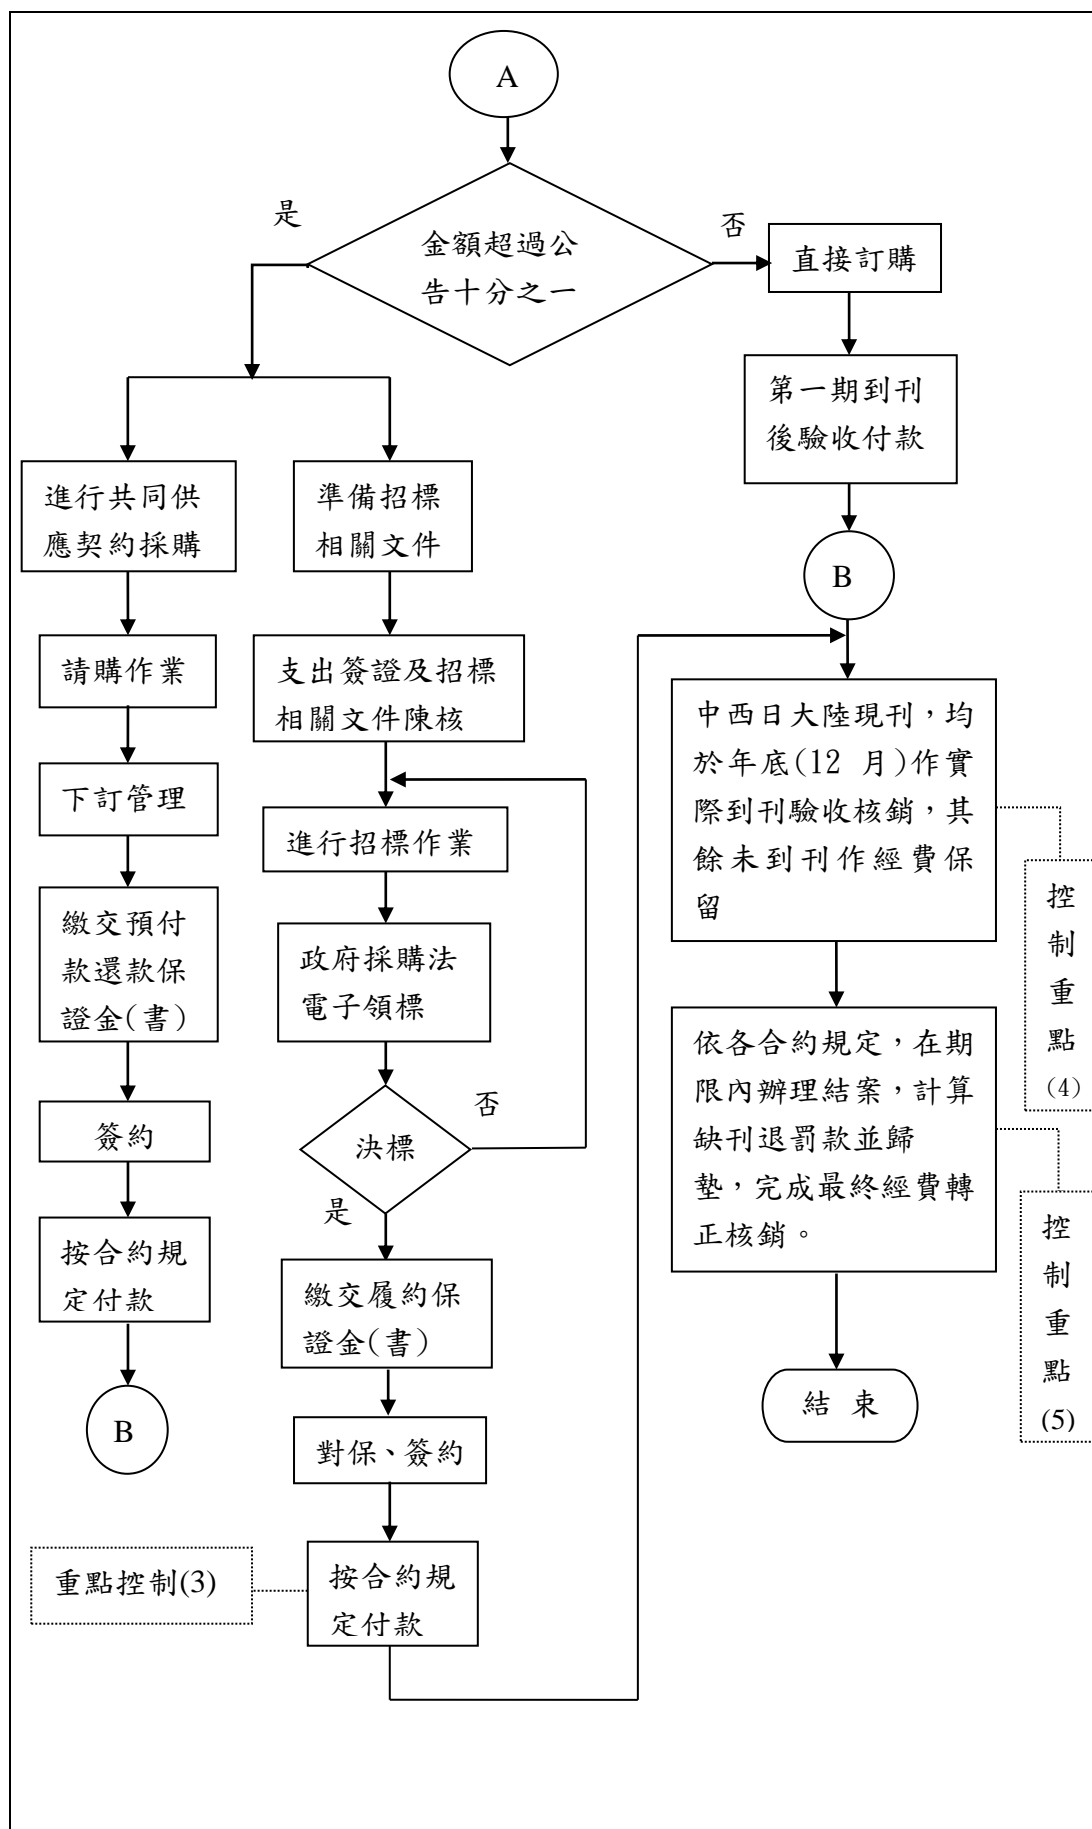 A
是
否
金額超過公
告十分之一
直接訂購
第一期到刊
後驗收付款
進行共同供
應契約採購
準備招標
相關文件
B
請購作業
支出簽證及招標
相關文件陳核
中西日大陸現刊，均
於年底(12 月)作實
際到刊驗收核銷，其
餘未到刊作經費保
留
下訂管理
進行招標作業
控
制
重
點
(4)
繳交預付
款還款保
證金(書)
政府採購法
電子領標
依各合約規定，在期
限內辦理結案，計算
缺刊退罰款並歸
墊，完成最終經費轉
正核銷。
簽約
決標
否
是
控
制
重
點
(5)
按合約規
定付款
繳交履約保
證金(書)
結 束
B
對保、簽約
重點控制(3)
按合約規
定付款